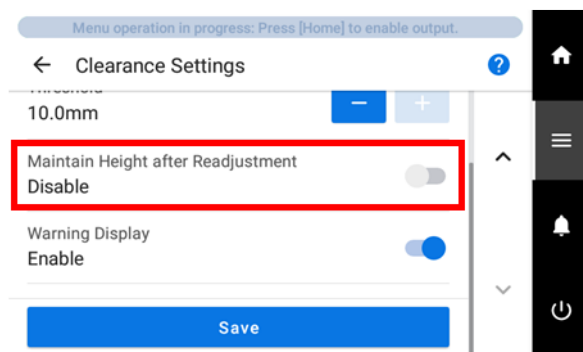 Menu operation in progress: Press [Home] to enable output.
Clearance Settings
?
Threshold
10.0mm
Maintain Height after Readjustment
Disable
Warning Display
Enable
Save